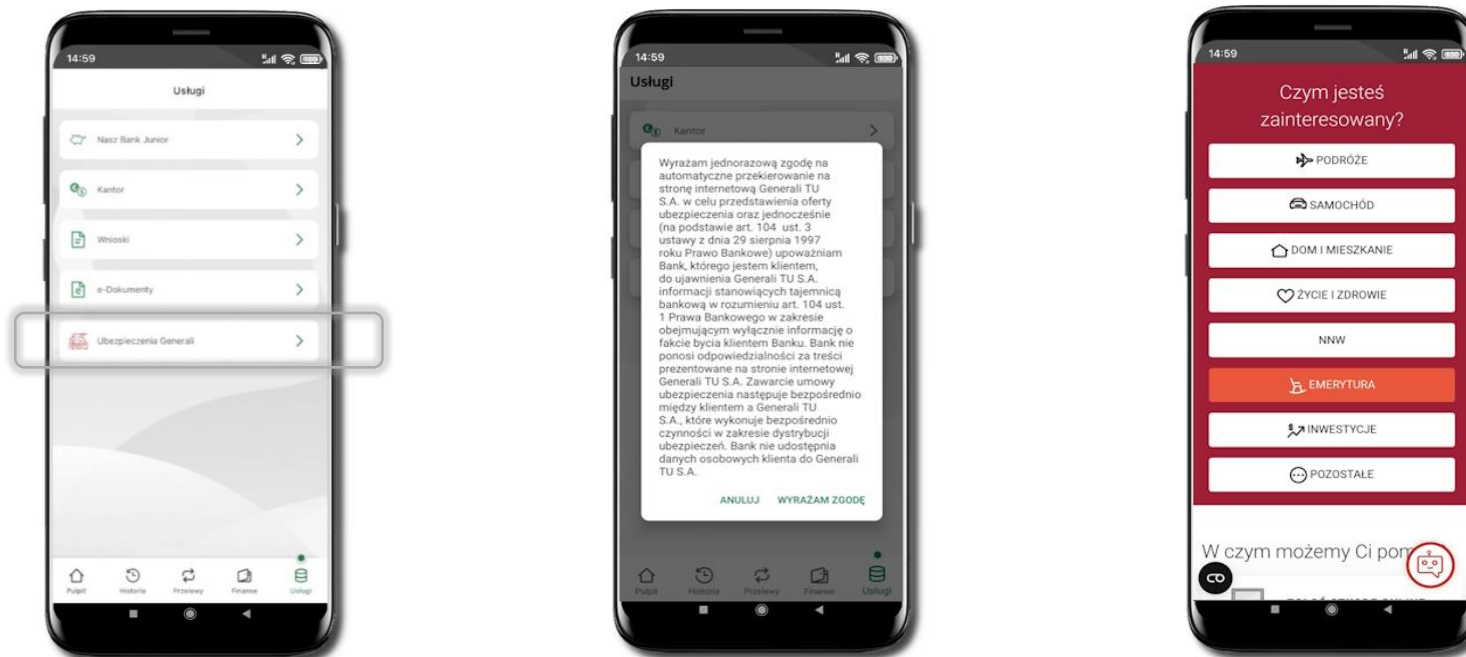 14:59
Usługi
Nasz Bank Junior
Kantor
Wnioski
e-Dokumenty
Ubezpieczenia Generali
Pulpit
Historia
Przelewy
Finanse
Usługi
14:59
Usługi
Kantor
Wyrażam jednorazową zgodę na
automatyczne przekierowanie na
stronę internetową Generali TU
S.A. w celu przedstawienia oferty
ubezpieczenia oraz jednocześnie
(na podstawie art. 104 ust. 3
ustawy z dnia 29 sierpnia 1997
roku Prawo Bankowe) upoważniam
Bank, którego jestem klientem,
do ujawnienia Generali TU S.A.
informacji stanowiących tajemnicą
bankową w rozumieniu art. 104 ust.
1 Prawa Bankowego w zakresie
obejmującym wyłącznie informację o
fakcie bycia klientem Banku. Bank nie
ponosi odpowiedzialności za treści
prezentowane na stronie internetowej
Generali TU S.A. Zawarcie umowy
ubezpieczenia następuje bezpośrednio
między klientem a Generali TU
S.A., które wykonuje bezpośrednio
czynności w zakresie dystrybucji
ubezpieczeń. Bank nie udostępnia
danych osobowych klienta do Generali
TU S.A.
ANULUJ WYRAŻAM ZGODĘ
Pulpit
Historia
Przelewy
Finanse
Usługi
14:59
Czym jesteś
zainteresowany?
PODRÓŻE
SAMOCHÓD
DOM I MIESZKANIE
ŻYCIE I ZDROWIE
NNW
EMERYTURA
INWESTYCJE
POZOSTAŁE
W czym możemy Ci